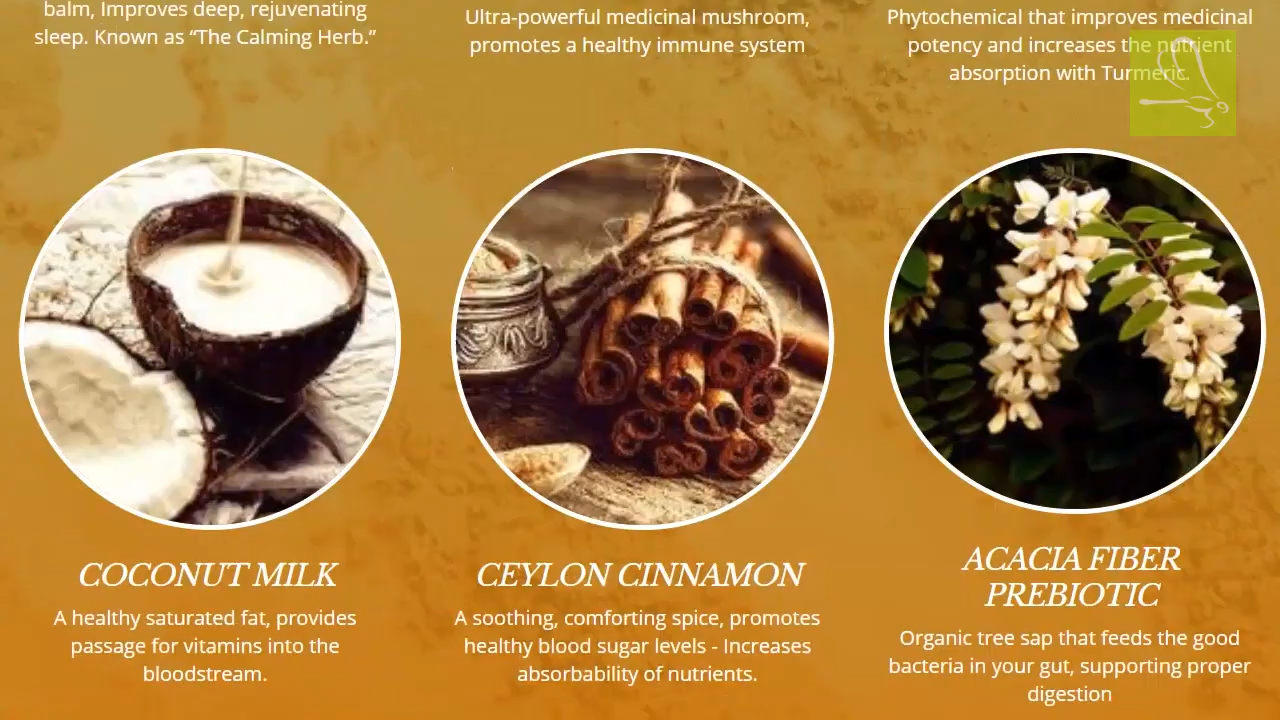 balm, Improves deep, rejuvenating
sleep. Known as “The Calming Herb.”
Ultra-powerful medicinal mushroom,
promotes a healthy immune system
Phytochemical that improves medicinal
potency and increases the nutrient
absorption with Turmeric.
COCONUT MILK
A healthy saturated fat, provides
passage for vitamins into the
bloodstream.
CEYLON CINNAMON
A soothing, comforting spice, promotes
healthy blood sugar levels - Increases
absorbability of nutrients.
ACACIA FIBER
PREBIOTIC
Organic tree sap that feeds the good
bacteria in your gut, supporting proper
digestion